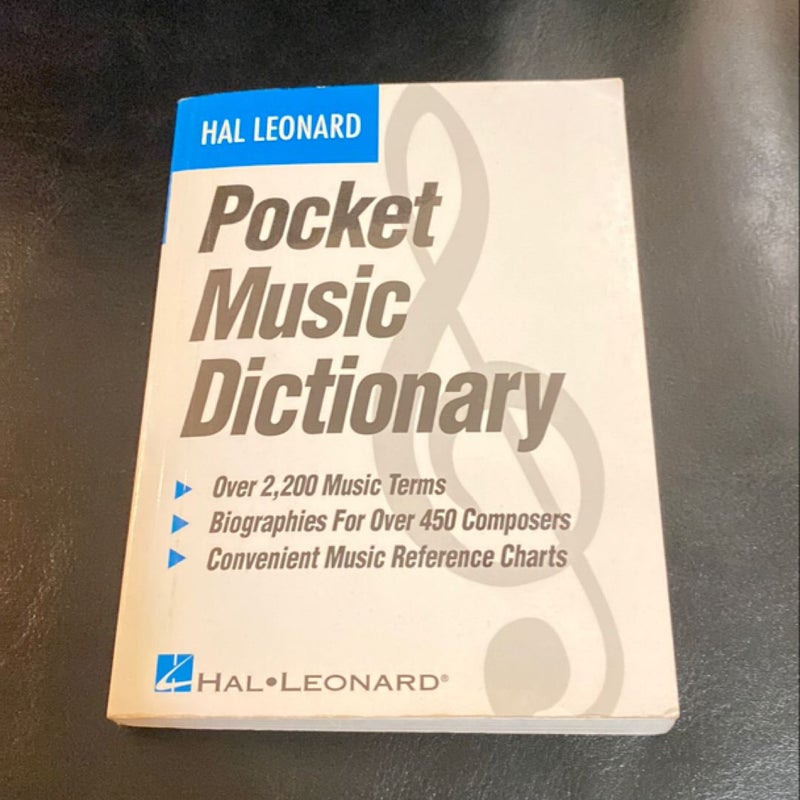 HAL LEONARD
Pocket
Music
Dictionary
Over 2,200 Music Terms
Biographies For Over 450 Composers
Convenient Music Reference Charts
HAL•LEONARD®